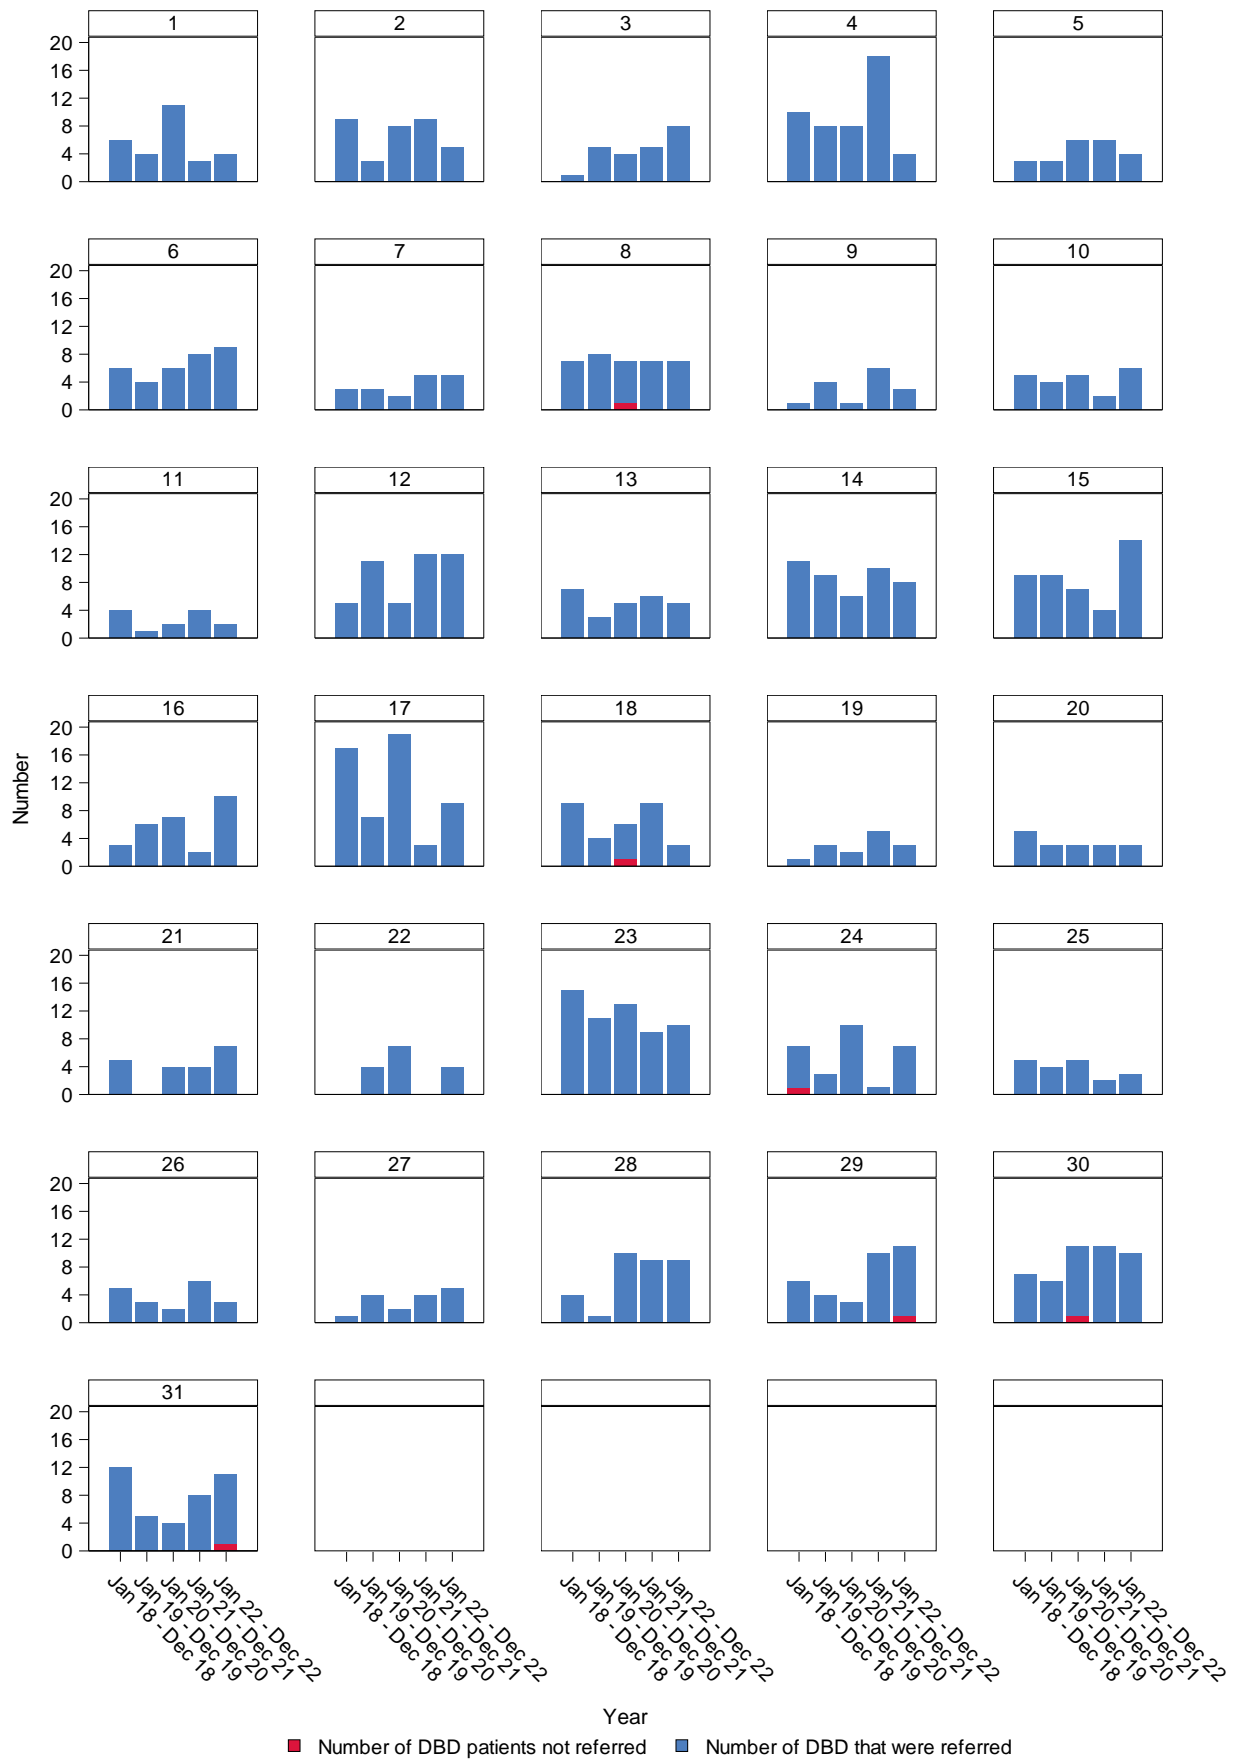 1 2 3 4 5
20
16
12
8
4
0
6 7 8 9 10
20
16
12
8
4
0
11 12 13 14 15
20
16
12
8
4
0
16 17 18 19 20
20
16
12
8
4
0
Number
21 22 23 24 25
20
16
12
8
4
0
26 27 28 29 30
20
16
12
8
4
0
31
20
16
12
8
4
0
Jan 18 - Dec 18
Jan 19 - Dec 19
Jan 20 - Dec 20
Jan 21 - Dec 21
Jan 22 - Dec 22
Jan 18 - Dec 18
Jan 19 - Dec 19
Jan 20 - Dec 20
Jan 21 - Dec 21
Jan 22 - Dec 22
Jan 18 - Dec 18
Jan 19 - Dec 19
Jan 20 - Dec 20
Jan 21 - Dec 21
Jan 22 - Dec 22
Jan 18 - Dec 18
Jan 19 - Dec 19
Jan 20 - Dec 20
Jan 21 - Dec 21
Jan 22 - Dec 22
Jan 18 - Dec 18
Jan 19 - Dec 19
Jan 20 - Dec 20
Jan 21 - Dec 21
Jan 22 - Dec 22
Year
Number of DBD patients not referred Number of DBD that were referred